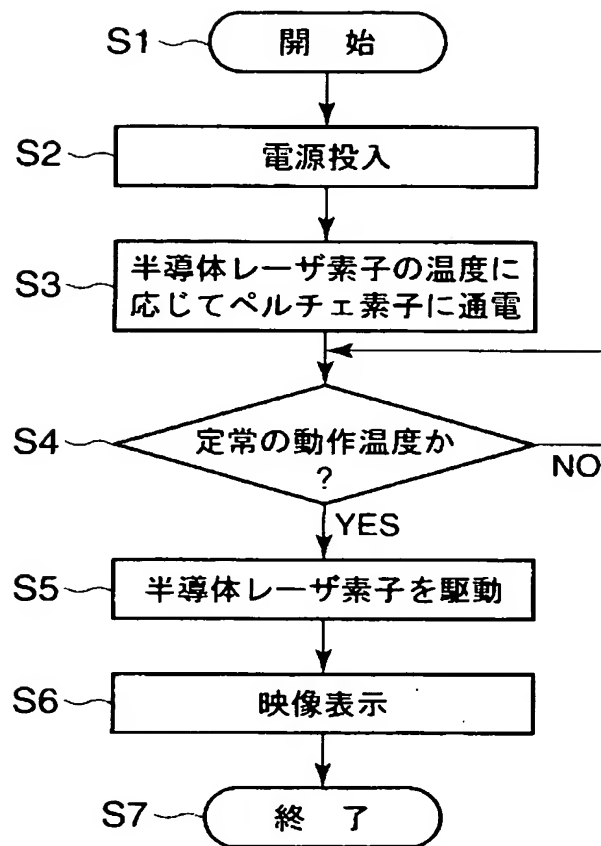 S1 開 始
S2 電源投入
S3 半導体レーザ素子の温度に
応じてペルチェ素子に通電
S4 定常の動作温度か
?
NO
YES
S5 半導体レーザ素子を駆動
S6 映像表示
S7 終 了